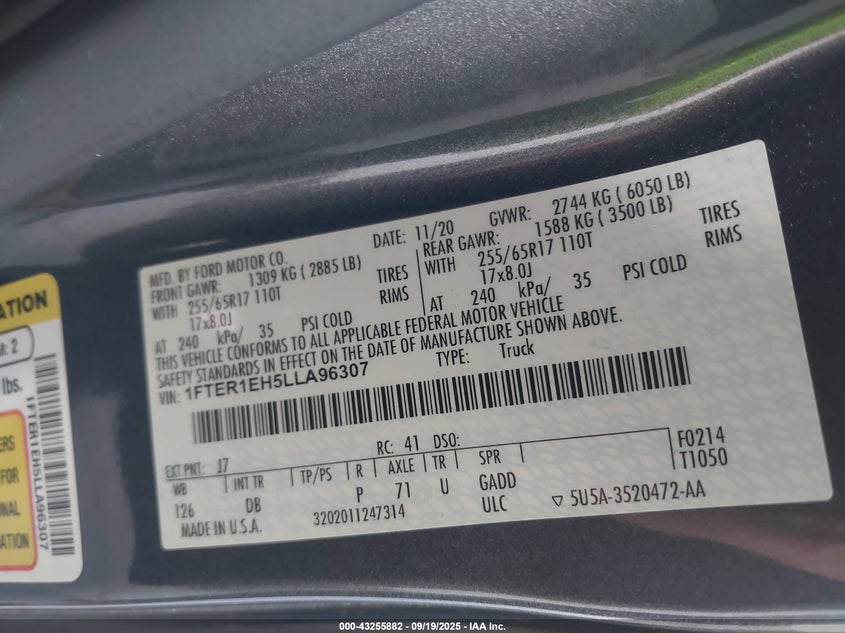 MFD. BY FORD MOTOR CO.
DATE: 11/20
GVWR: 2744 KG ( 6050 LB)
FRONT GAWR: 1309 KG ( 2885 LB)
REAR GAWR: 1588 KG ( 3500 LB)
WITH 255/65R17 110T TIRES
WITH 255/65R17 110T TIRES
17x8.0J RIMS
17x8.0J RIMS
AT 240 kPa/ 35 PSI COLD
AT 240 kPa/ 35 PSI COLD
THIS VEHICLE CONFORMS TO ALL APPLICABLE FEDERAL MOTOR VEHICLE
SAFETY STANDARDS IN EFFECT ON THE DATE OF MANUFACTURE SHOWN ABOVE.
VIN: 1FTER1EH5LLA96307
TYPE: Truck
EXT PNT: J7 RC: 41 DSO:
WB INT TR TP/PS R AXLE TR SPR
126 DB P 71 U GADD
F0214
T1050
MADE IN U.S.A. 3202011247314 ULC ▽ 5U5A-3520472-AA
ATION
R: 2
lbs.
1FTER1EH5LLA96307
ERS
FOR
ONAL
ATION
000-43255882 - 09/19/2025 - IAA Inc.